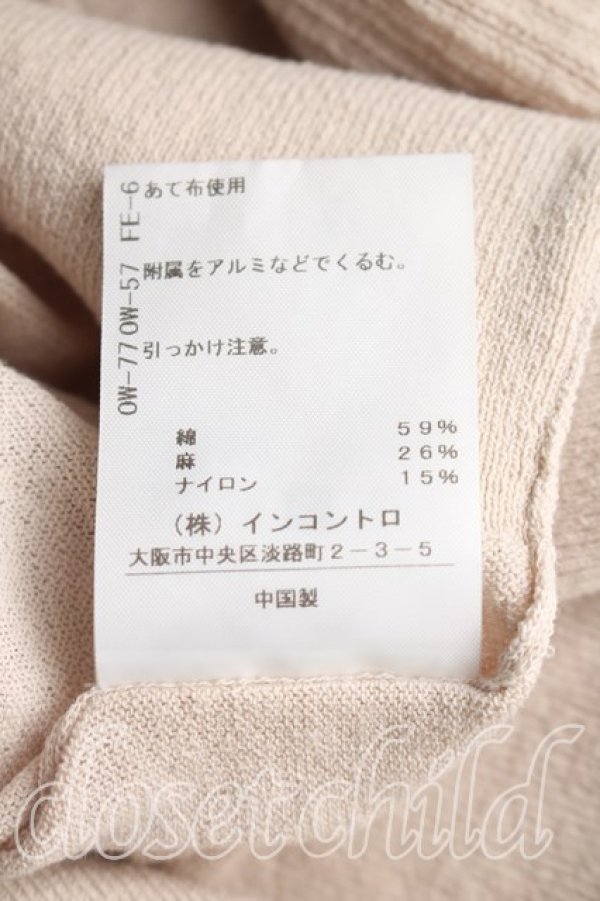 あて布使用
附属をアルミなどでくるむ。
引っかけ注意。
OW-77OW-57 FE-6
綿 59%
麻 26%
ナイロン 15%
(株)インコントロ
大阪市中央区淡路町2-3-5
中国製
closetchild